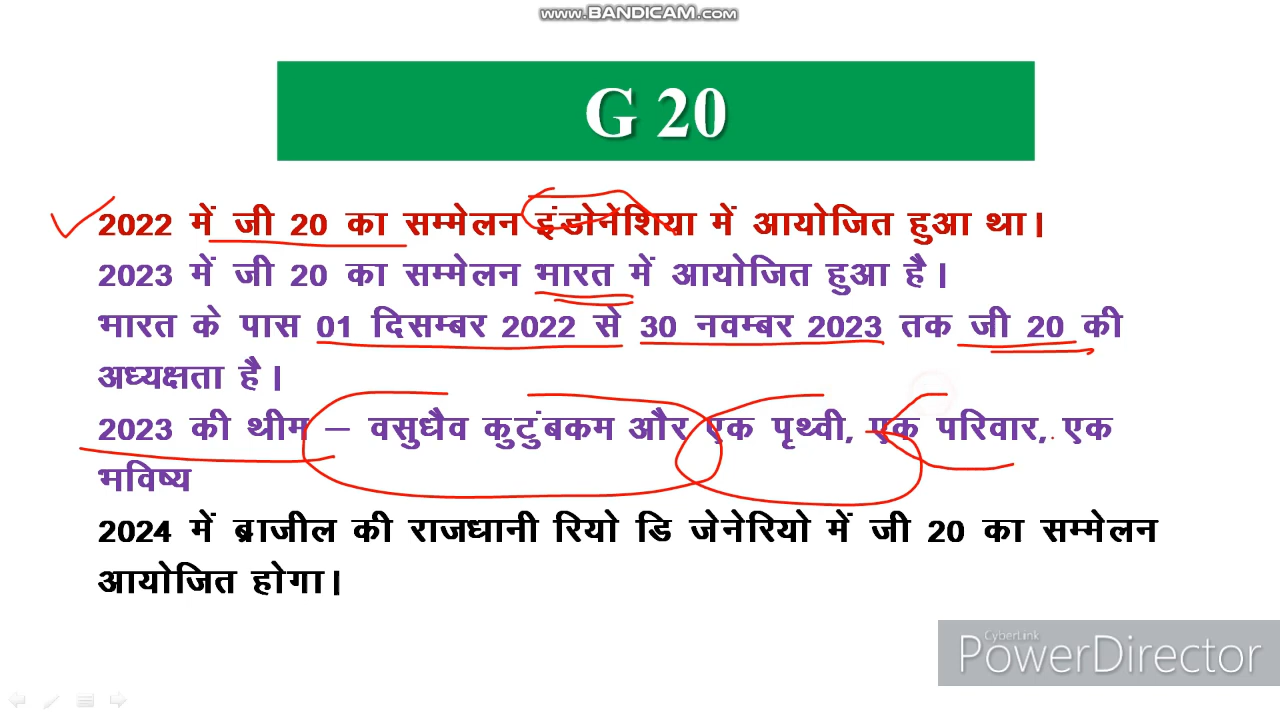 www.BANDICAM.com
G 20
2022 में जी 20 का सम्मेलन इंडोनेशिया में आयोजित हुआ था।
2023 में जी 20 का सम्मेलन भारत में आयोजित हुआ है।
भारत के पास 01 दिसम्बर 2022 से 30 नवम्बर 2023 तक जी 20 की
अध्यक्षता है।
2023 की थीम – वसुधैव कुटुंबकम और एक पृथ्वी, एक परिवार, एक
भविष्य
2024 में ब्राजील की राजधानी रियो डि जेनेरियो में जी 20 का सम्मेलन
आयोजित होगा।
CyberLink
PowerDirector